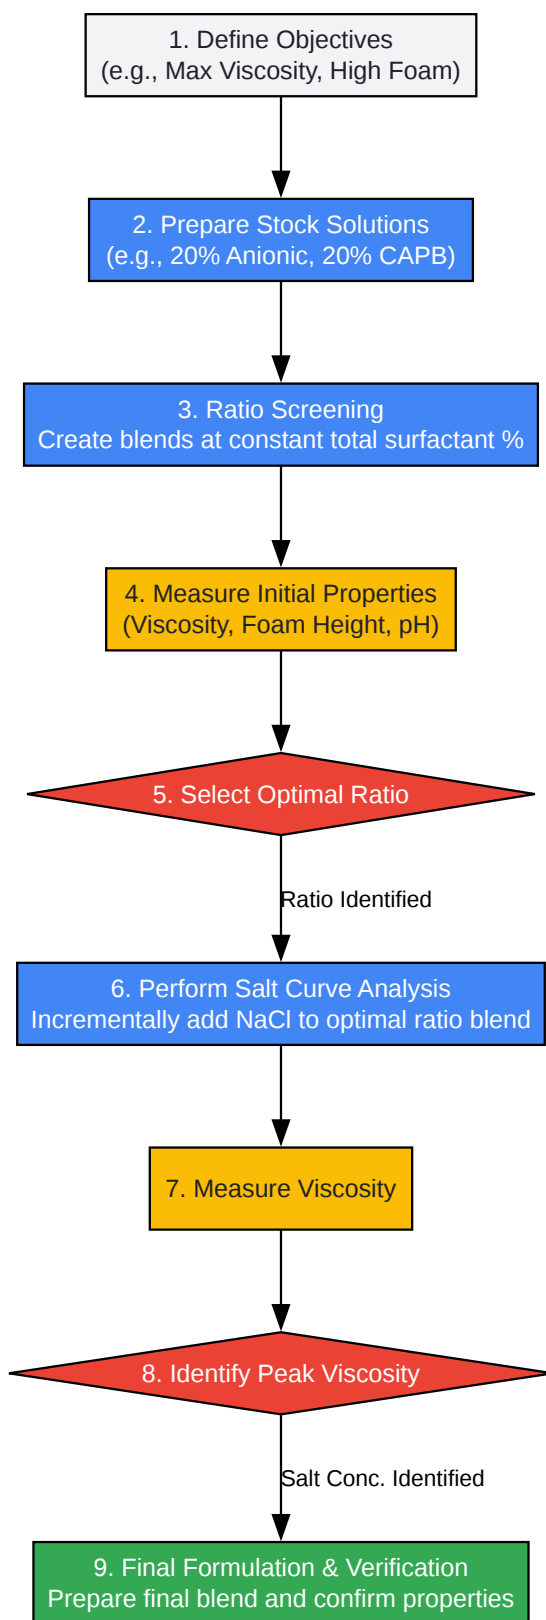 1. Define Objectives
(e.g., Max Viscosity, High Foam)
2. Prepare Stock Solutions
(e.g., 20% Anionic, 20% CAPB)
3. Ratio Screening
Create blends at constant total surfactant %
4. Measure Initial Properties
(Viscosity, Foam Height, pH)
5. Select Optimal Ratio
Ratio Identified
6. Perform Salt Curve Analysis
Incrementally add NaCl to optimal ratio blend
7. Measure Viscosity
8. Identify Peak Viscosity
Salt Conc. Identified
9. Final Formulation & Verification
Prepare final blend and confirm properties